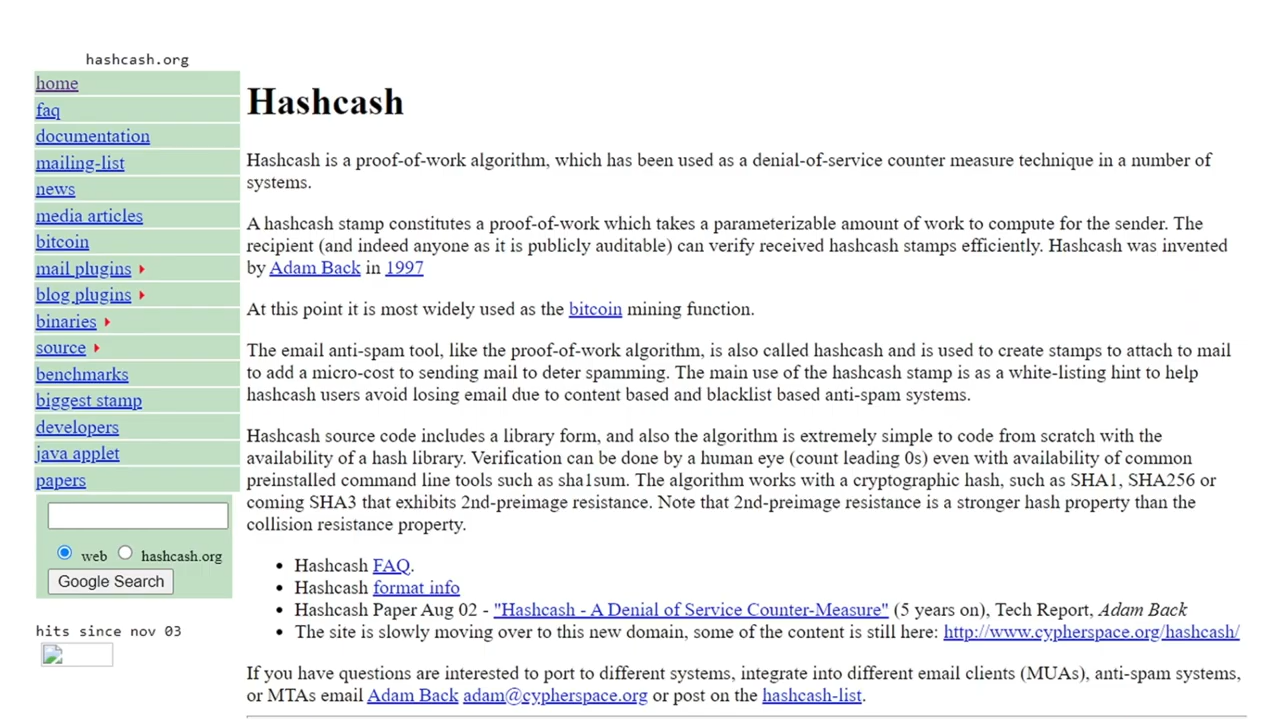 hashcash.org
home
faq
documentation
mailing-list
news
media articles
bitcoin
mail plugins
blog plugins
binaries
source
benchmarks
biggest stamp
developers
java applet
papers
web hashcash.org
Google Search
hits since nov 03
Hashcash
Hashcash is a proof-of-work algorithm, which has been used as a denial-of-service counter measure technique in a number of
systems.
A hashcash stamp constitutes a proof-of-work which takes a parameterizable amount of work to compute for the sender. The
recipient (and indeed anyone as it is publicly auditable) can verify received hashcash stamps efficiently. Hashcash was invented
by Adam Back in 1997
At this point it is most widely used as the bitcoin mining function.
The email anti-spam tool, like the proof-of-work algorithm, is also called hashcash and is used to create stamps to attach to mail
to add a micro-cost to sending mail to deter spamming. The main use of the hashcash stamp is as a white-listing hint to help
hashcash users avoid losing email due to content based and blacklist based anti-spam systems.
Hashcash source code includes a library form, and also the algorithm is extremely simple to code from scratch with the
availability of a hash library. Verification can be done by a human eye (count leading 0s) even with availability of common
preinstalled command line tools such as sha1sum. The algorithm works with a cryptographic hash, such as SHA1, SHA256 or
coming SHA3 that exhibits 2nd-preimage resistance. Note that 2nd-preimage resistance is a stronger hash property than the
collision resistance property.
• Hashcash FAQ.
• Hashcash format info
• Hashcash Paper Aug 02 - "Hashcash - A Denial of Service Counter-Measure" (5 years on), Tech Report, Adam Back
• The site is slowly moving over to this new domain, some of the content is still here: http://www.cypherspace.org/hashcash/
If you have questions are interested to port to different systems, integrate into different email clients (MUAs), anti-spam systems,
or MTAs email Adam Back adam@cypherspace.org or post on the hashcash-list.